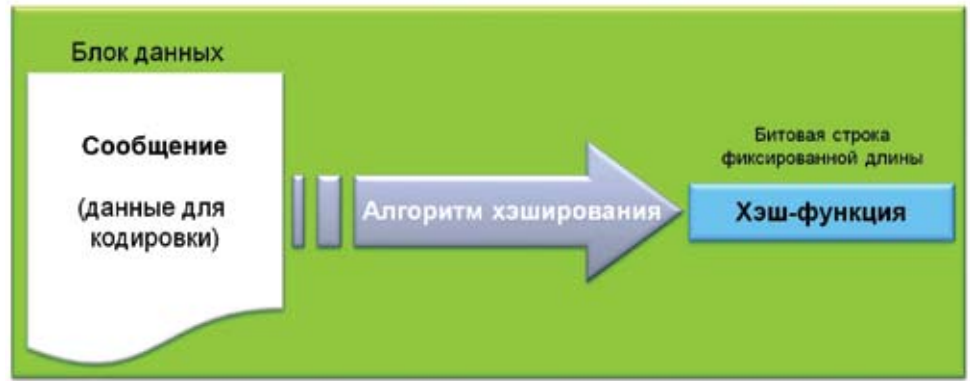 Блок данных
Сообщение
(данные для
кодировки)
Алгоритм хэширования
Битовая строка
фиксированной длины
Хэш-функция